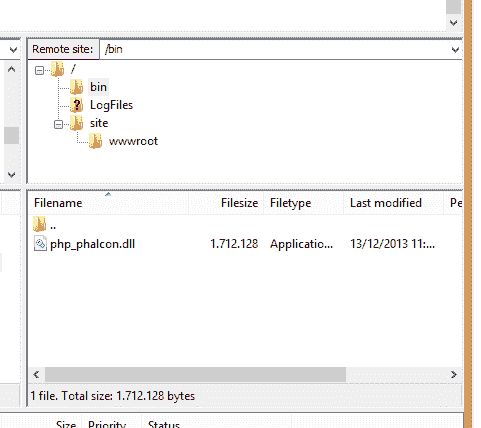 Remote site: /bin
/
bin
LogFiles
site
wwwroot
Filename Filesize Filetype Last modified Pe
..
php_phalcon.dll 1.712.128 Applicatio... 13/12/2013 11:...
1 file. Total size: 1.712.128 bytes
Size Priority Status